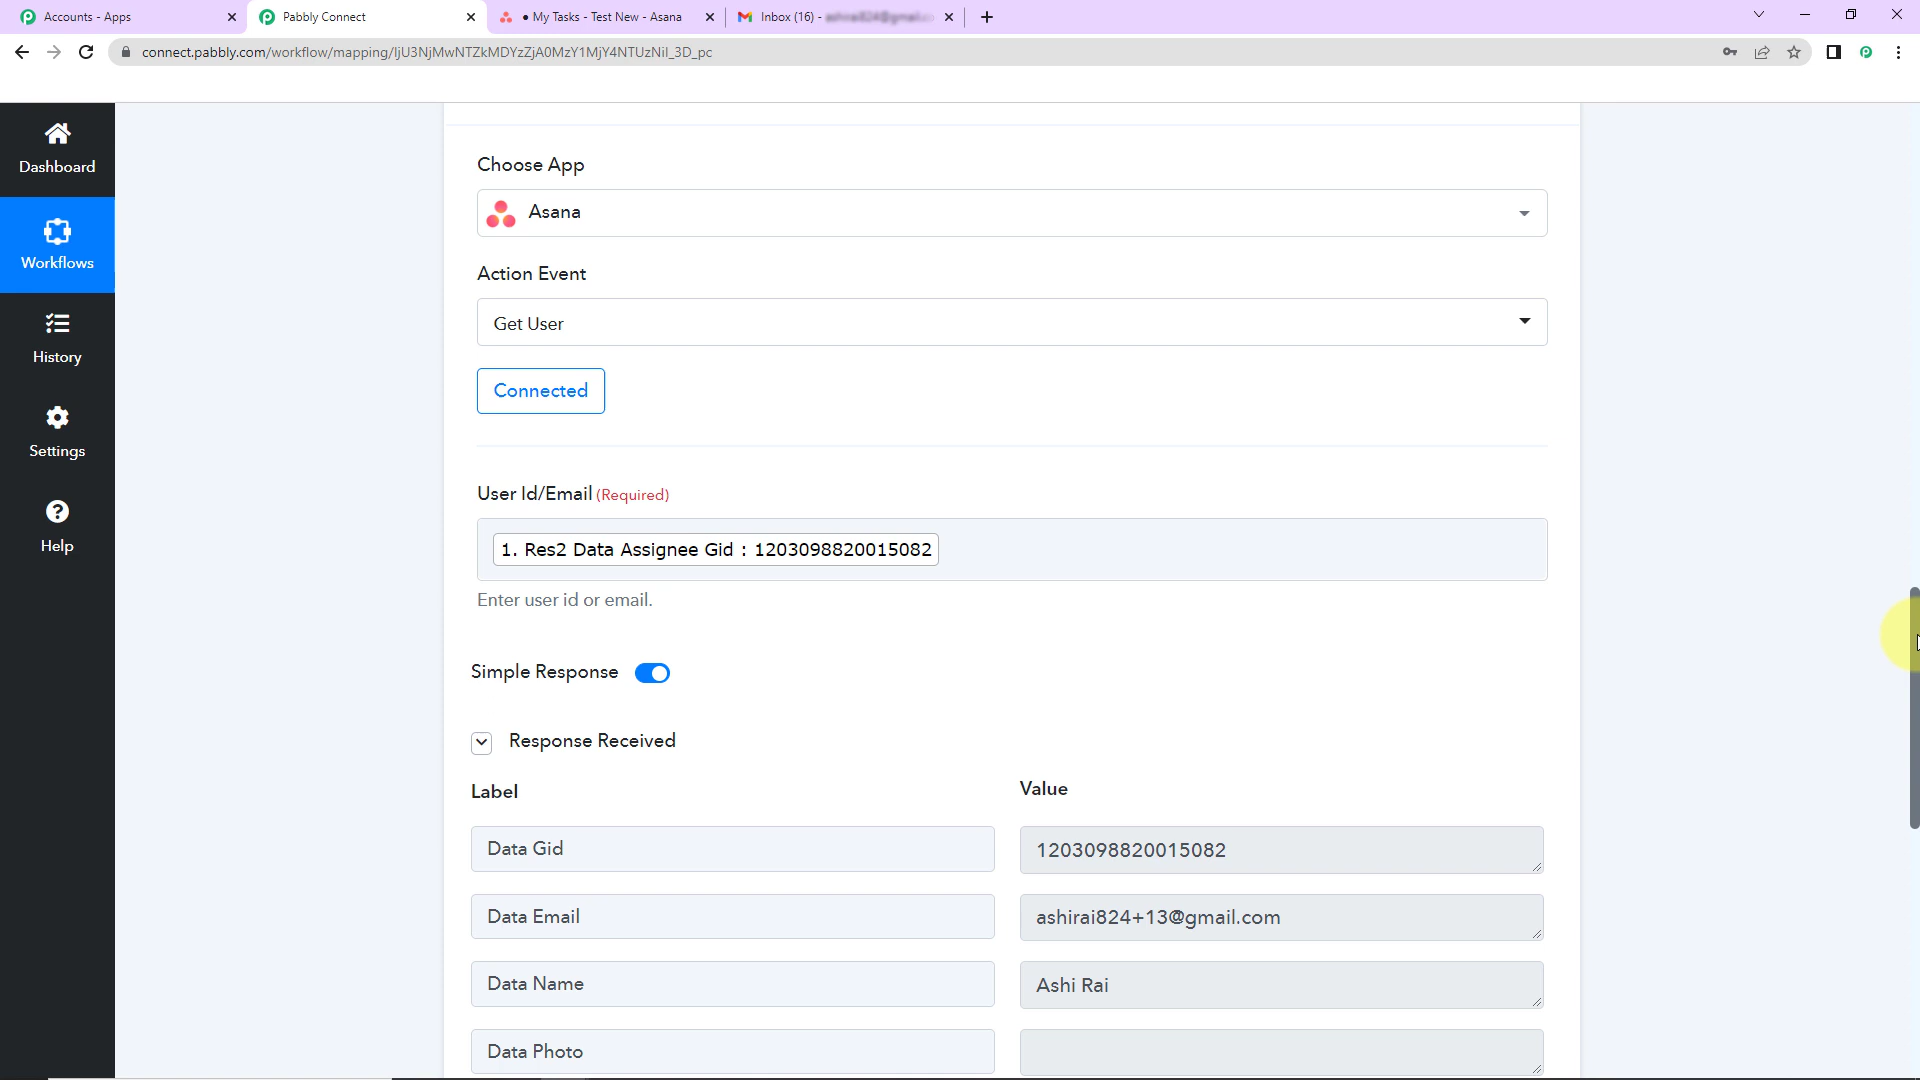 Accounts - Apps
Pabbly Connect
• My Tasks - Test New - Asana
Inbox (16) -
connect.pabbly.com/workflow/mapping/IjU3NjMwNTZkMDYzZjA0MzY1MjY4NTUzNiI_3D_pc
Dashboard
Workflows
History
Settings
Help
Choose App
Asana
Action Event
Get User
Connected
User Id/Email (Required)
1. Res2 Data Assignee Gid : 1203098820015082
Enter user id or email.
Simple Response
Response Received
Label
Value
Data Gid
1203098820015082
Data Email
ashirai824+13@gmail.com
Data Name
Ashi Rai
Data Photo